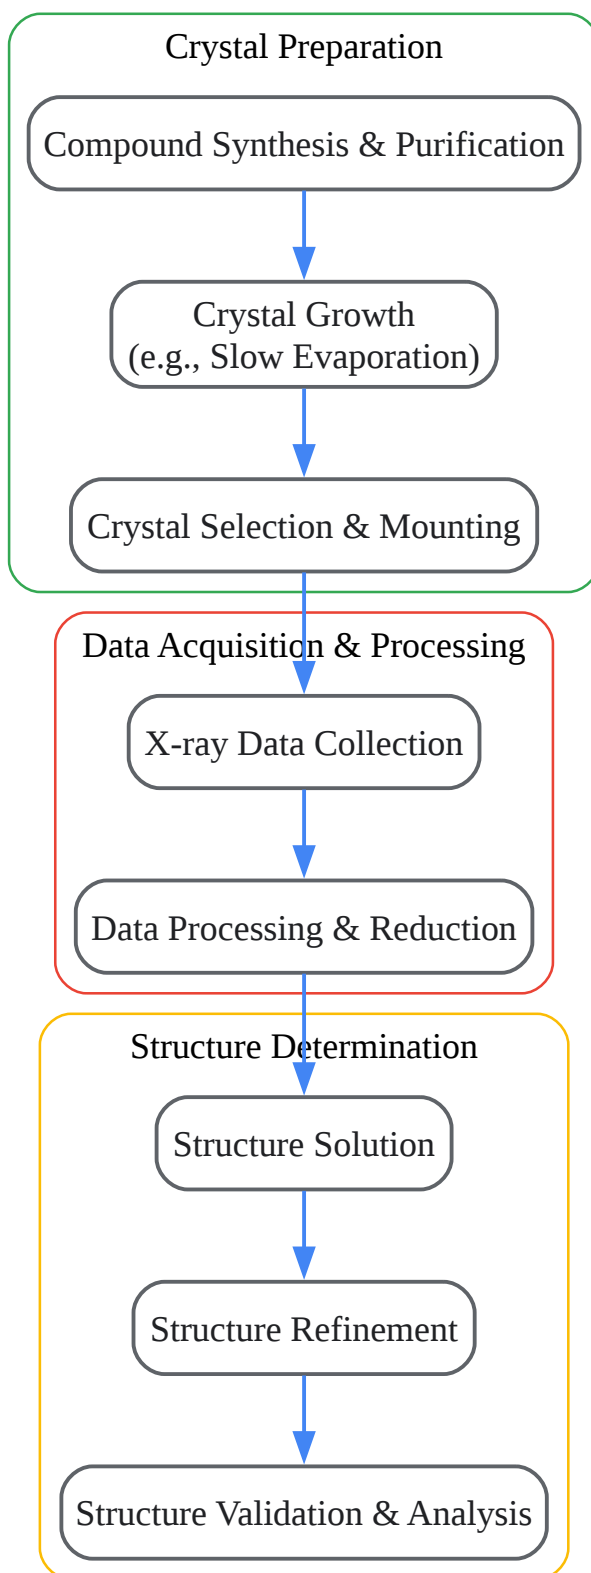 Crystal Preparation
Compound Synthesis & Purification
Crystal Growth
(e.g., Slow Evaporation)
Crystal Selection & Mounting
Data Acquisition & Processing
X-ray Data Collection
Data Processing & Reduction
Structure Determination
Structure Solution
Structure Refinement
Structure Validation & Analysis